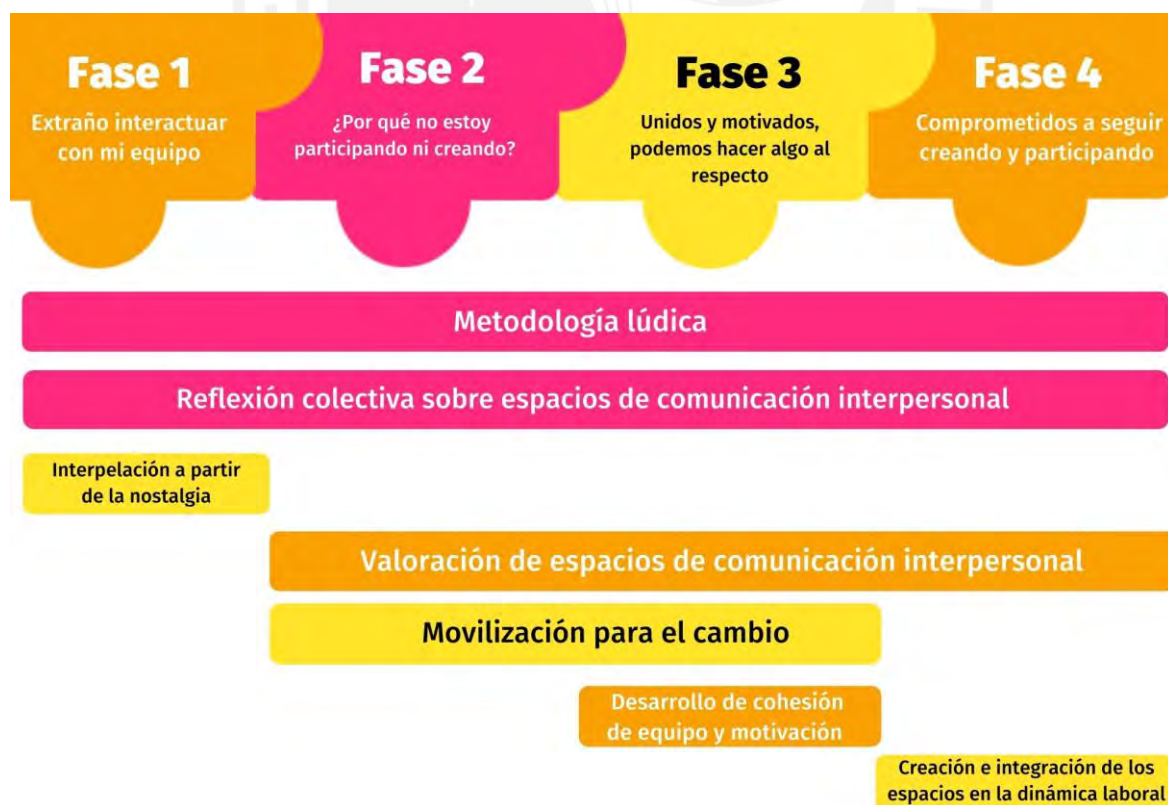 Fase 1
Extraño interactuar
con mi equipo
Fase 2
¿Por qué no estoy
participando ni creando?
Fase 3
Unidos y motivados,
podemos hacer algo al
respecto
Fase 4
Comprometidos a seguir
creando y participando
Metodología lúdica
Reflexión colectiva sobre espacios de comunicación interpersonal
Interpelación a partir
de la nostalgia
Valoración de espacios de comunicación interpersonal
Movilización para el cambio
Desarrollo de cohesión
de equipo y motivación
Creación e integración de los
espacios en la dinámica laboral